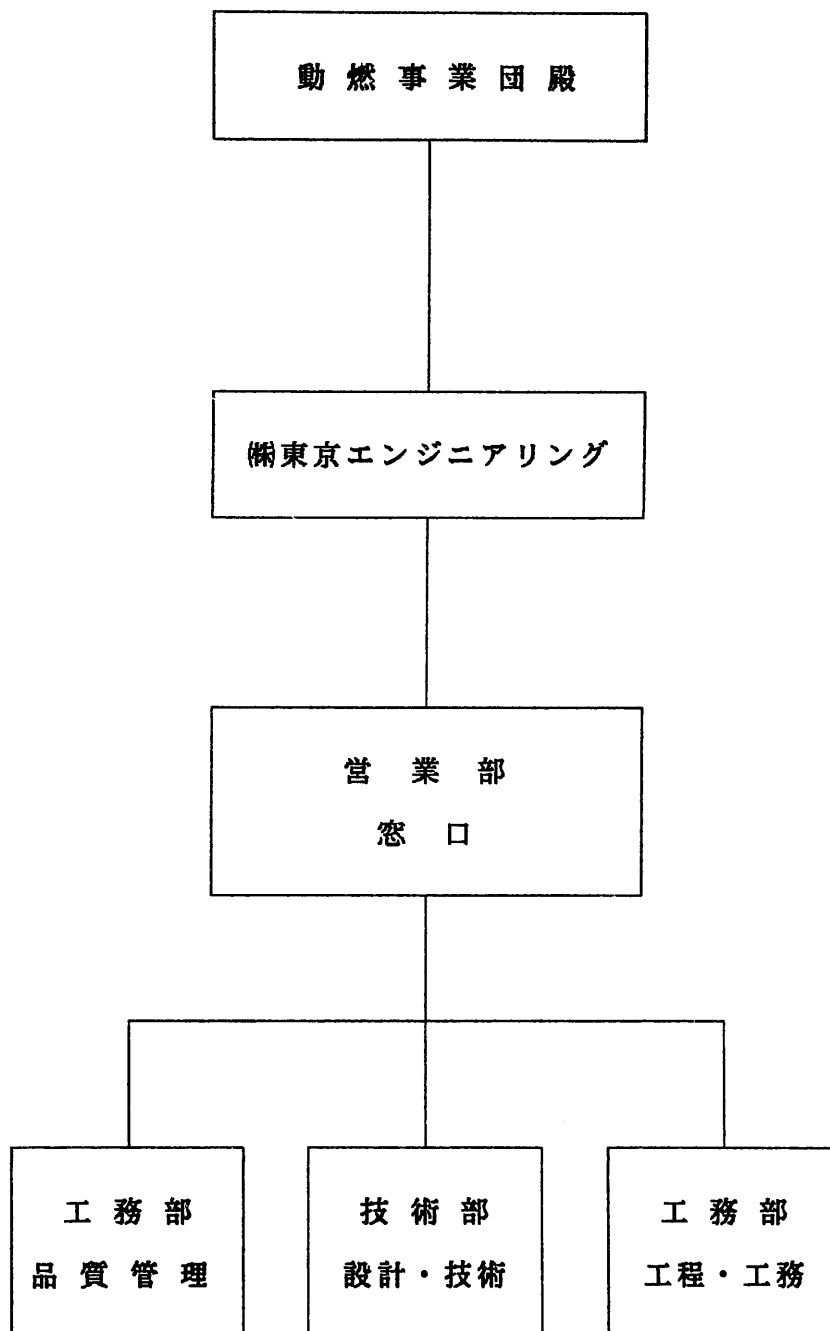 動燃事業団殿
㈱東京エンジニアリング
営業部
窓口
工務部
品質管理
技術部
設計・技術
工務部
工程・工務